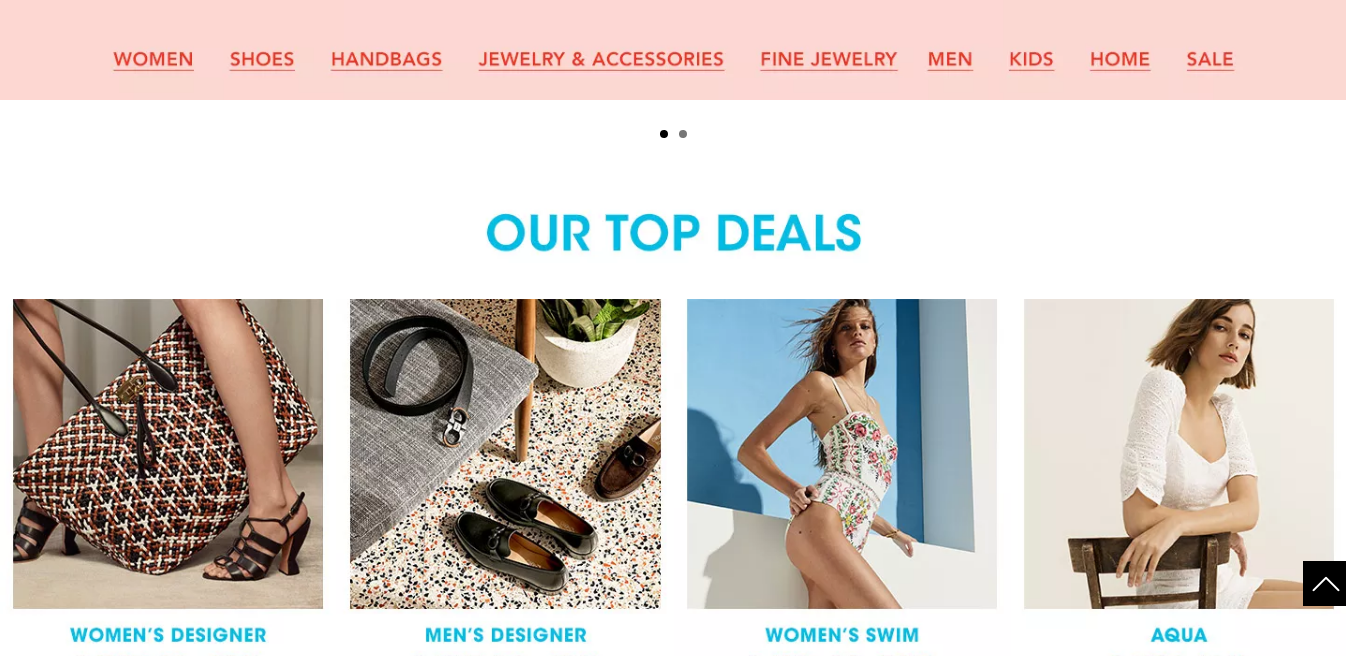 WOMEN SHOES HANDBAGS JEWELRY & ACCESSORIES FINE JEWELRY MEN KIDS HOME SALE
OUR TOP DEALS
WOMEN'S DESIGNER MEN'S DESIGNER WOMEN'S SWIM AQUA